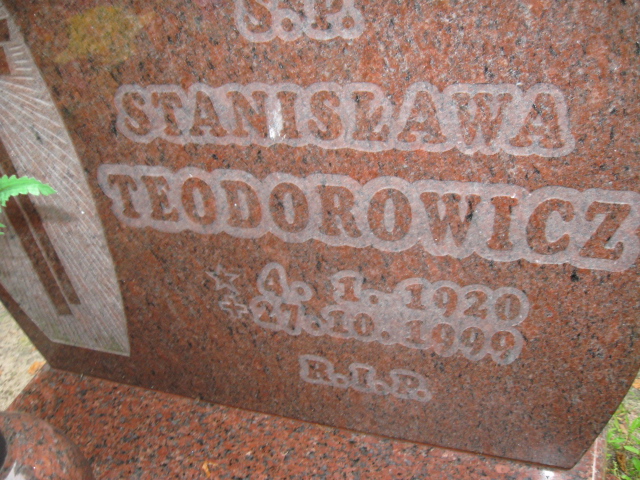 Ś.P.
STANISŁAWA
TEODOROWICZ
☆ 4. 1. 1920
✝ 27.10.1999
R.I.P.